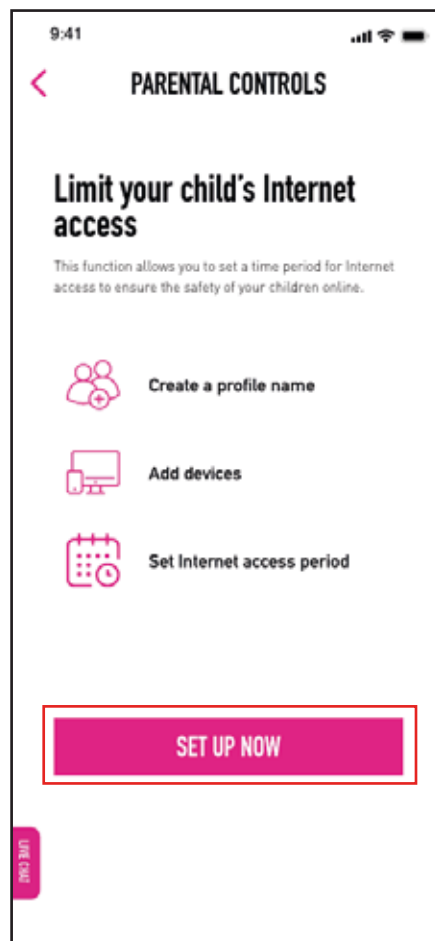 9:41
PARENTAL CONTROLS
Limit your child's Internet
access
This function allows you to set a time period for Internet
access to ensure the safety of your children online.
Create a profile name
Add devices
Set Internet access period
SET UP NOW
LIVE CHAT